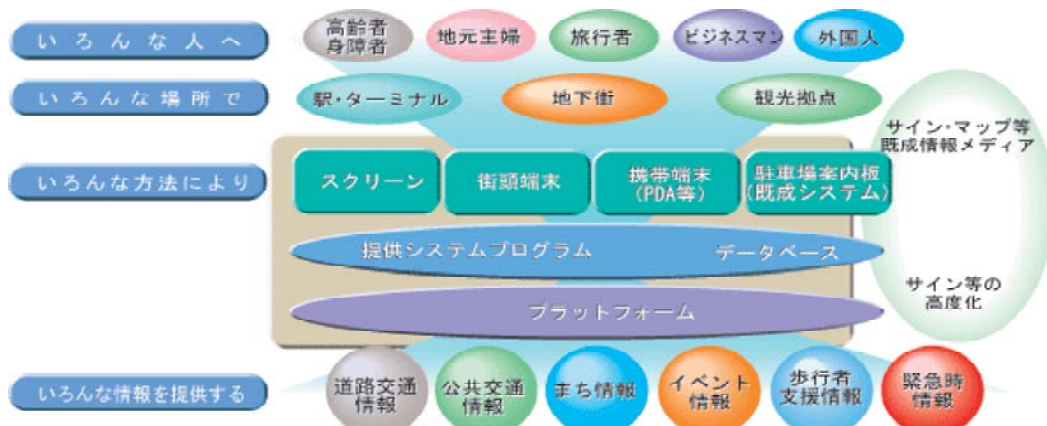 いろんな人へ
高齢者
身障者
地元主婦
旅行者
ビジネスマン
外国人
いろんな場所で
駅・ターミナル
地下街
観光拠点
サイン・マップ等
既成情報メディア
いろんな方法により
スクリーン
街頭端末
携帯端末
(PDA等)
駐車場案内板
(既成システム)
提供システムプログラム
データベース
サイン等の
高度化
プラットフォーム
いろんな情報を提供する
道路交通
情報
公共交通
情報
まち情報
イベント
情報
歩行者
支援情報
緊急時
情報